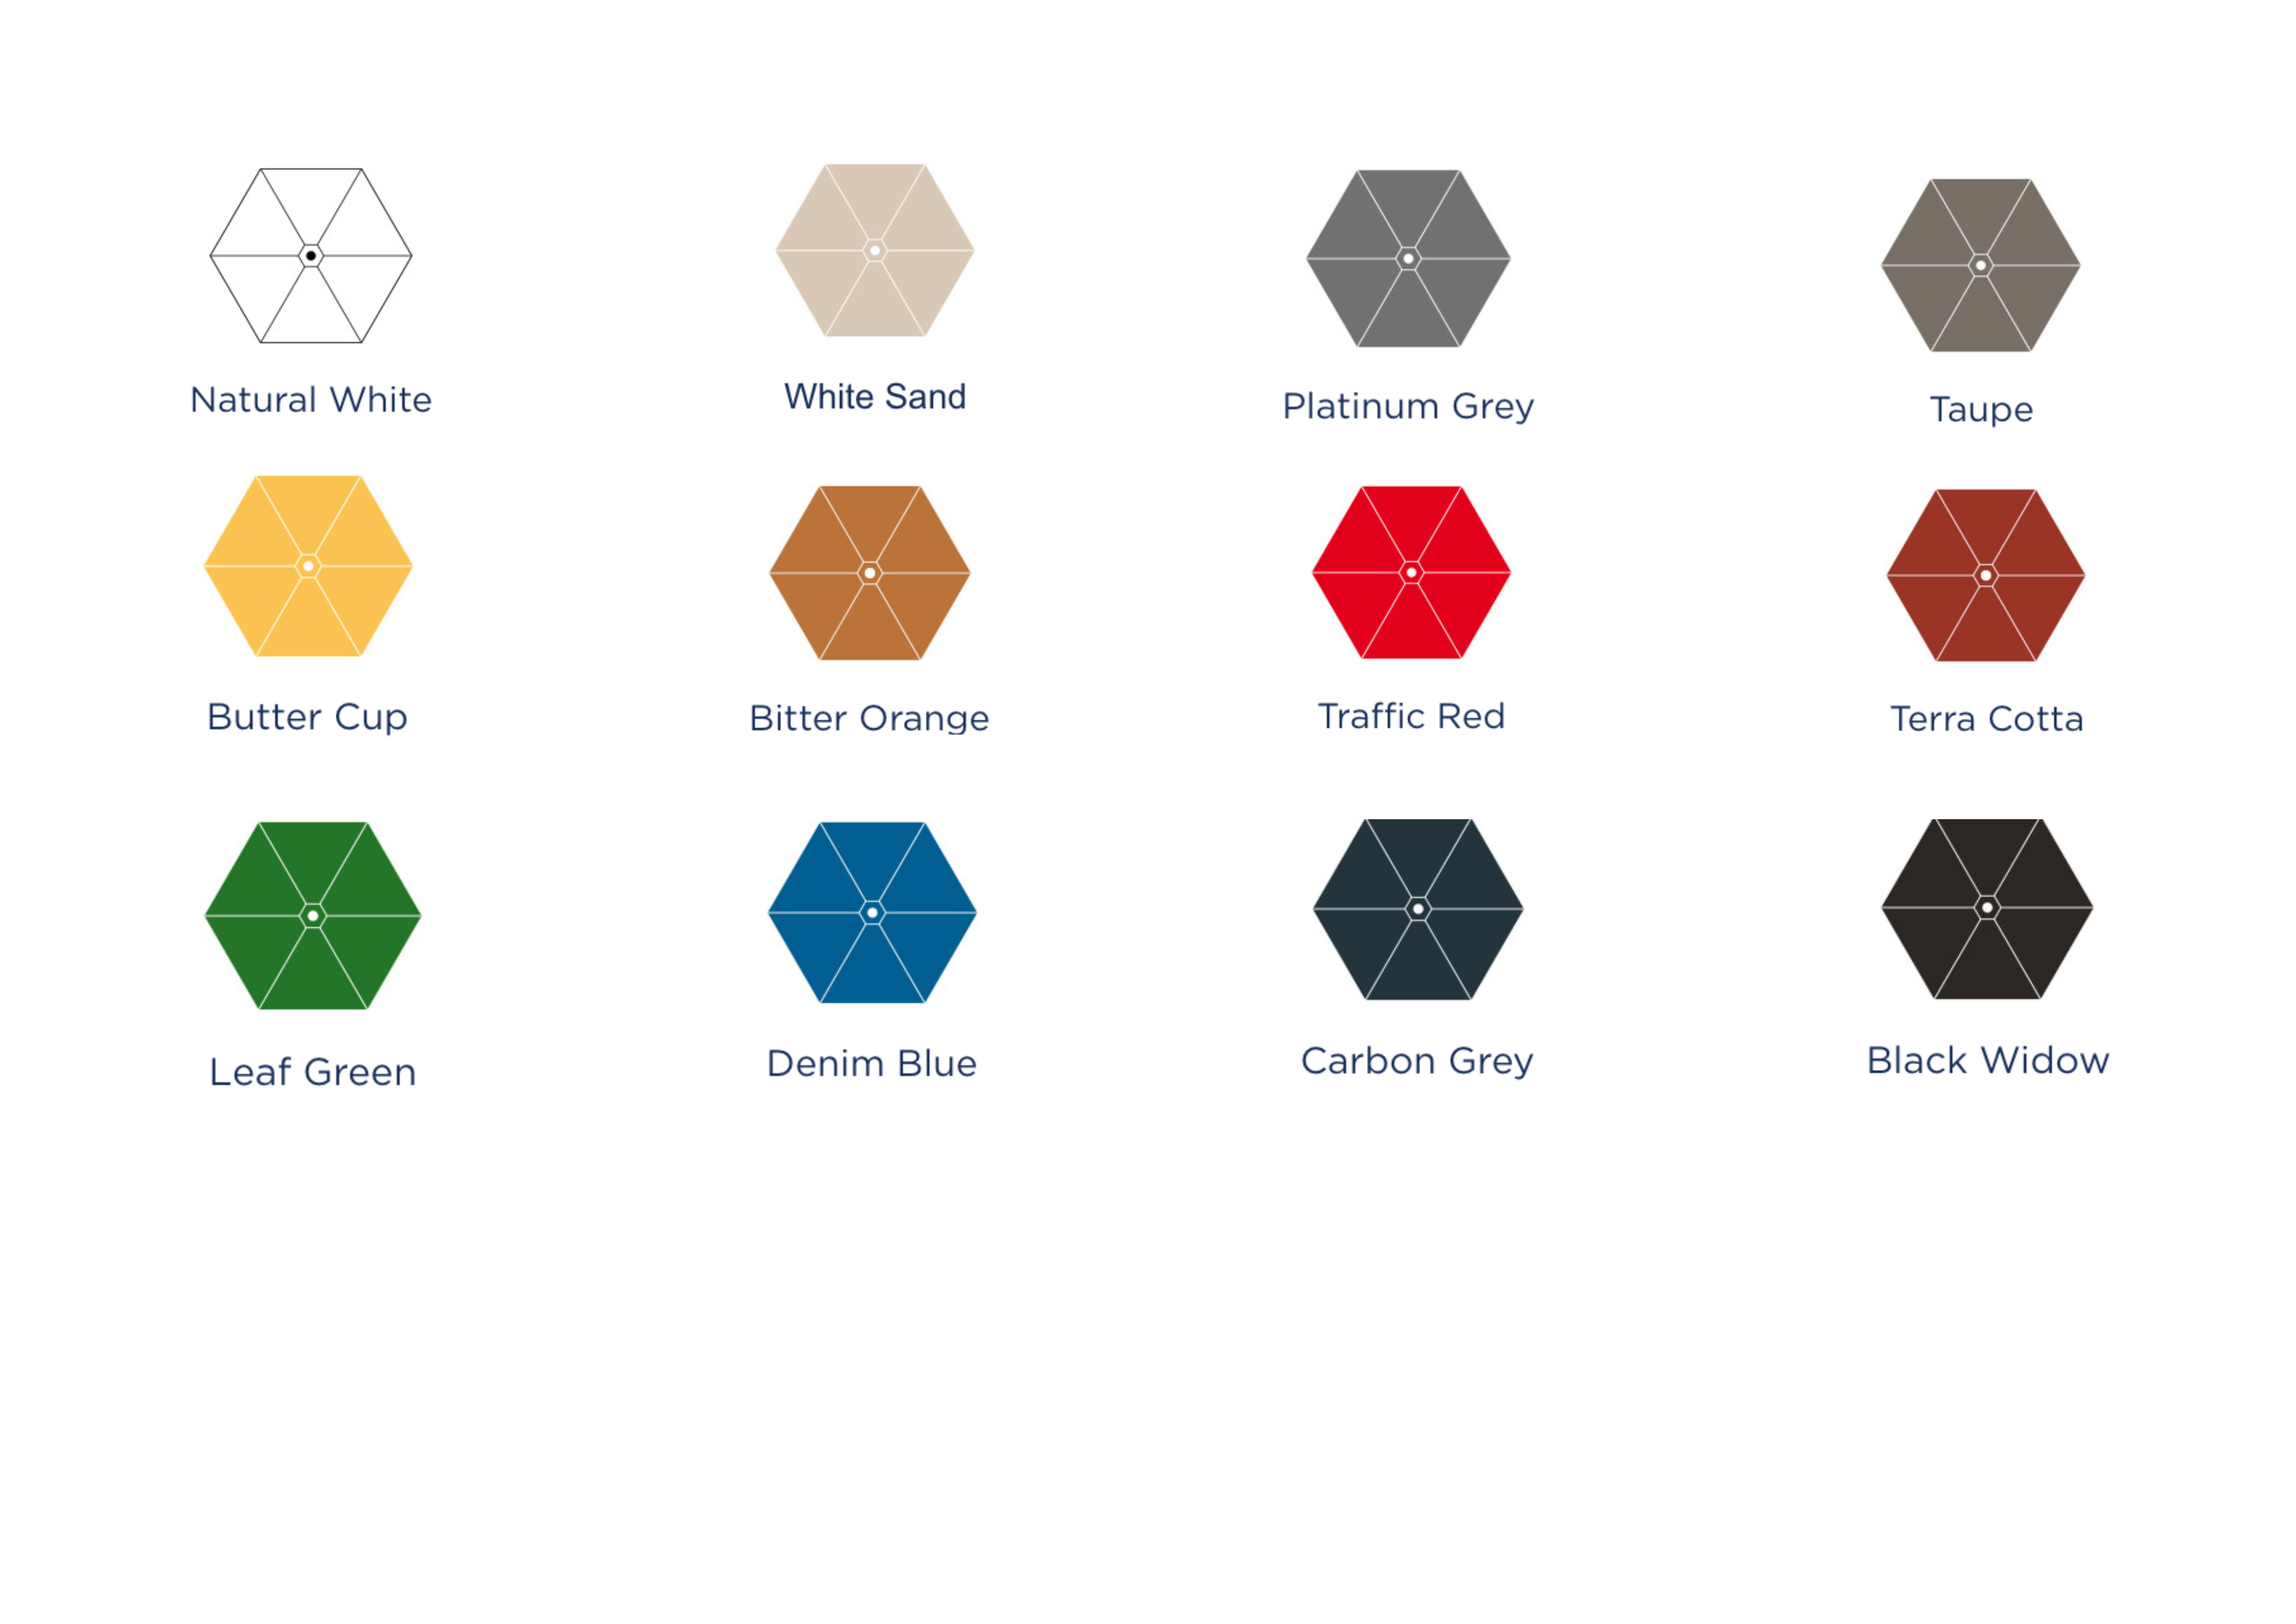 Natural White
White Sand
Platinum Grey
Taupe
Butter Cup
Bitter Orange
Traffic Red
Terra Cotta
Leaf Green
Denim Blue
Carbon Grey
Black Widow